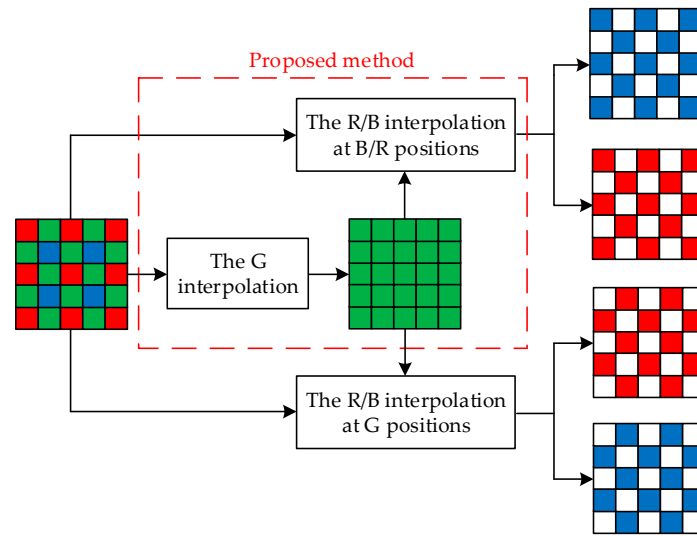 Proposed method
The R/B interpolation
at B/R positions
The G
interpolation
The R/B interpolation
at G positions